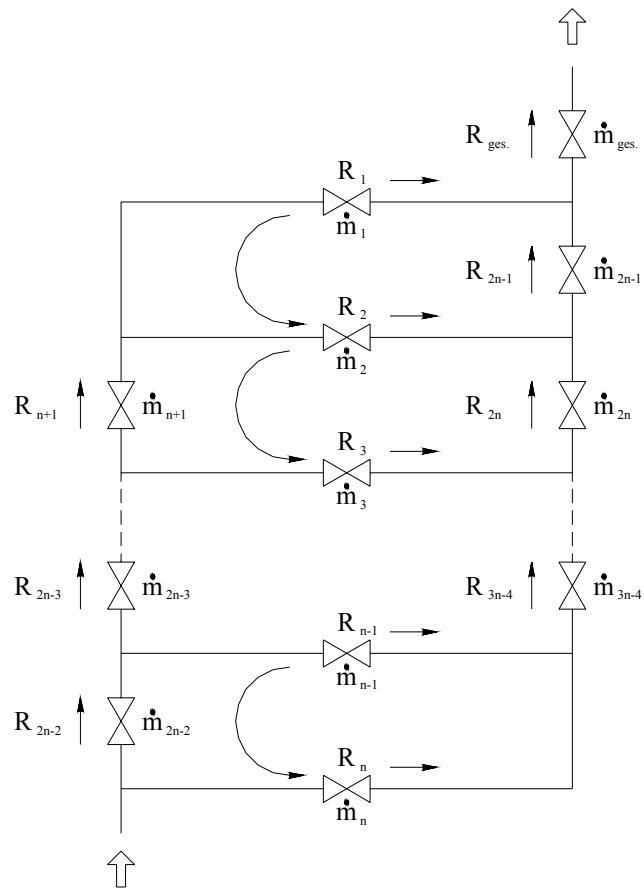 R ges. ṁ ges.
R 1
ṁ 1
R 2n-1 ṁ 2n-1
R 2
ṁ 2
R n+1 ṁ n+1
R 2n ṁ 2n
R 3
ṁ 3
R 2n-3 ṁ 2n-3
R 3n-4 ṁ 3n-4
R n-1
ṁ n-1
R 2n-2 ṁ 2n-2
R n
ṁ n